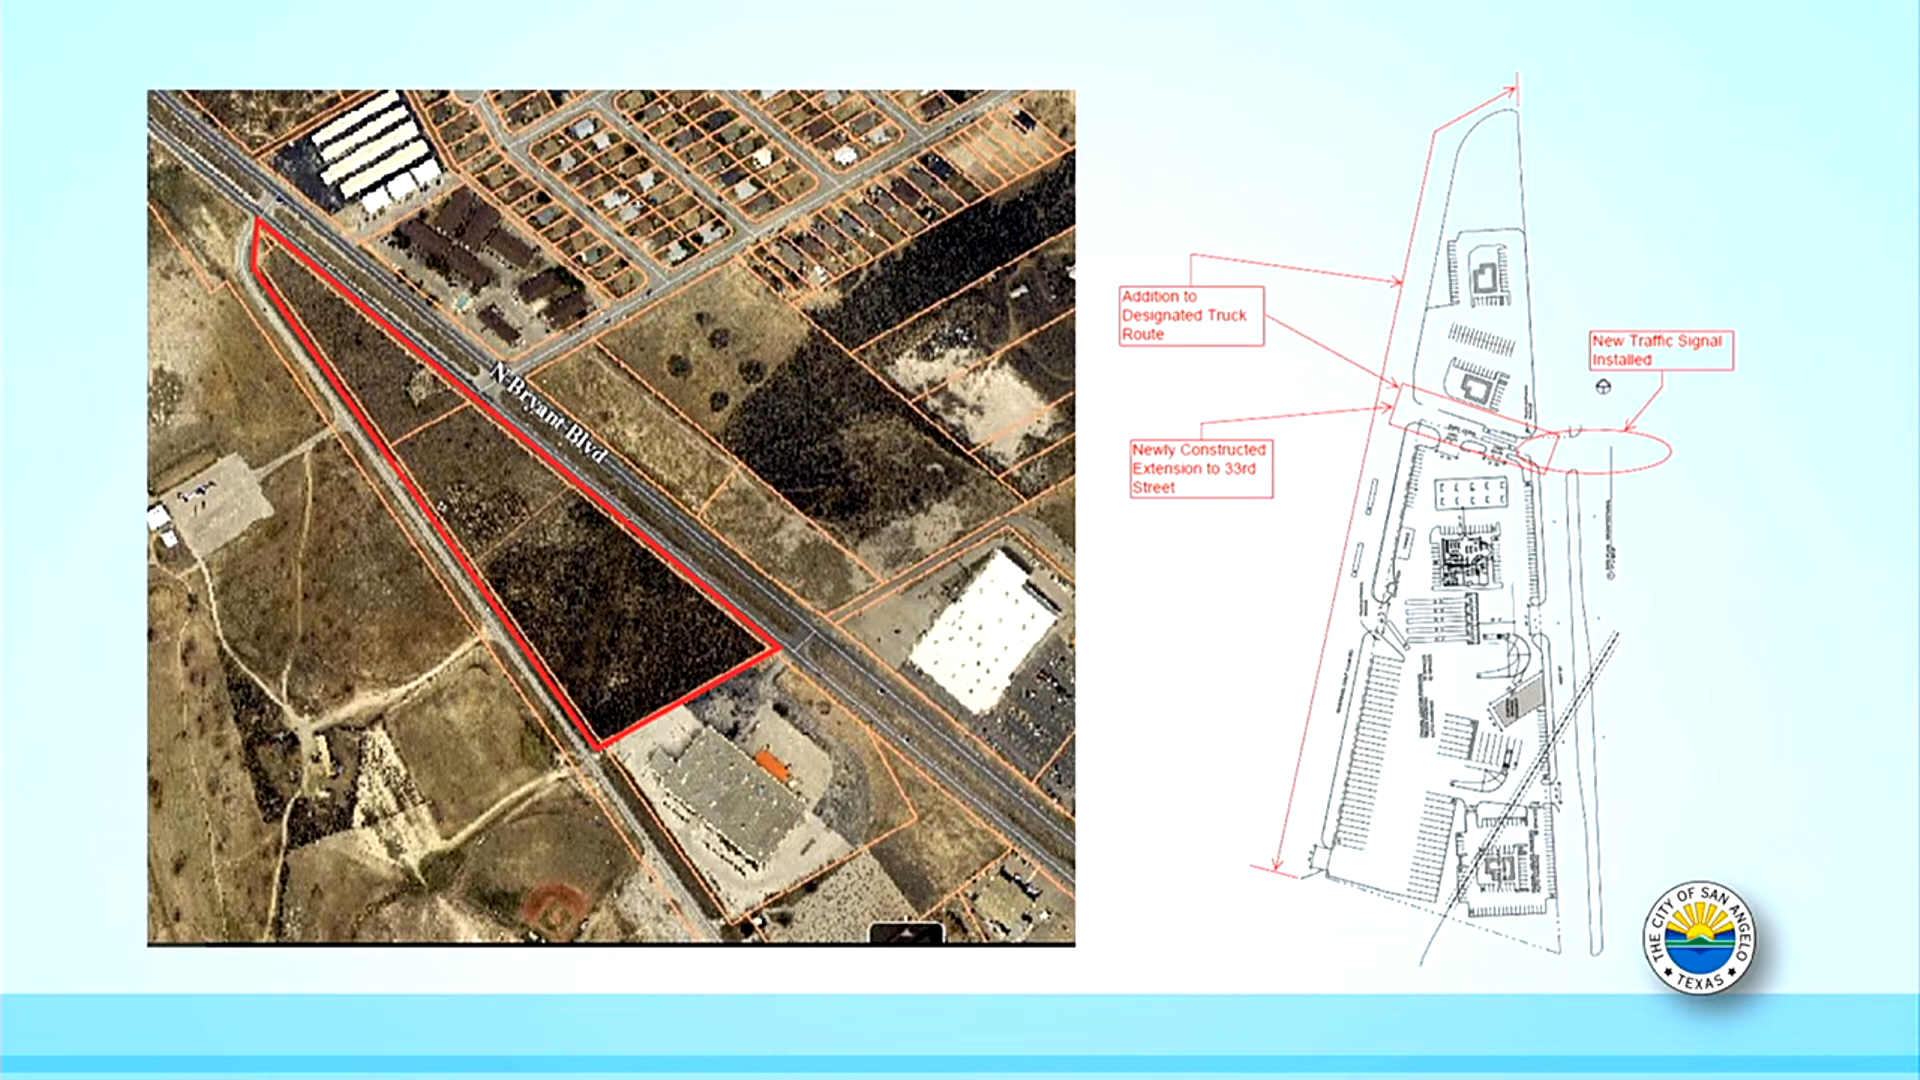 N Bryant Blvd
Addition to
Designated Truck
Route
New Traffic Signal
Installed
Newly Constructed
Extension to 33rd
Street
THE CITY OF SAN ANGELO
TEXAS